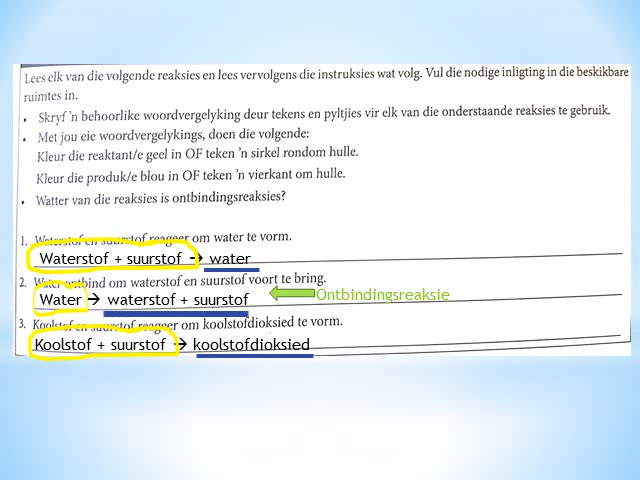 Lees elk van die volgende reaksies en lees vervolgens die instruksies wat volg. Vul die nodige inligting in die beskikbare
ruimtes in.
• Skryf 'n behoorlike woordvergelyking deur tekens en pyltjies vir elk van die onderstaande reaksies te gebruik.
• Met jou eie woordvergelykings, doen die volgende:
Kleur die reaktant/e geel in OF teken 'n sirkel rondom hulle.
Kleur die produk/e blou in OF teken 'n vierkant om hulle.
• Watter van die reaksies is ontbindingsreaksies?
1. Waterstof en suurstof reageer om water te vorm.
Waterstof + suurstof → water
2. Water ontbind om waterstof en suurstof voort te bring.
Water → waterstof + suurstof Ontbindingsreaksie
3. Koolstof en suurstof reageer om koolstofdioksied te vorm.
Koolstof + suurstof → koolstofdioksied